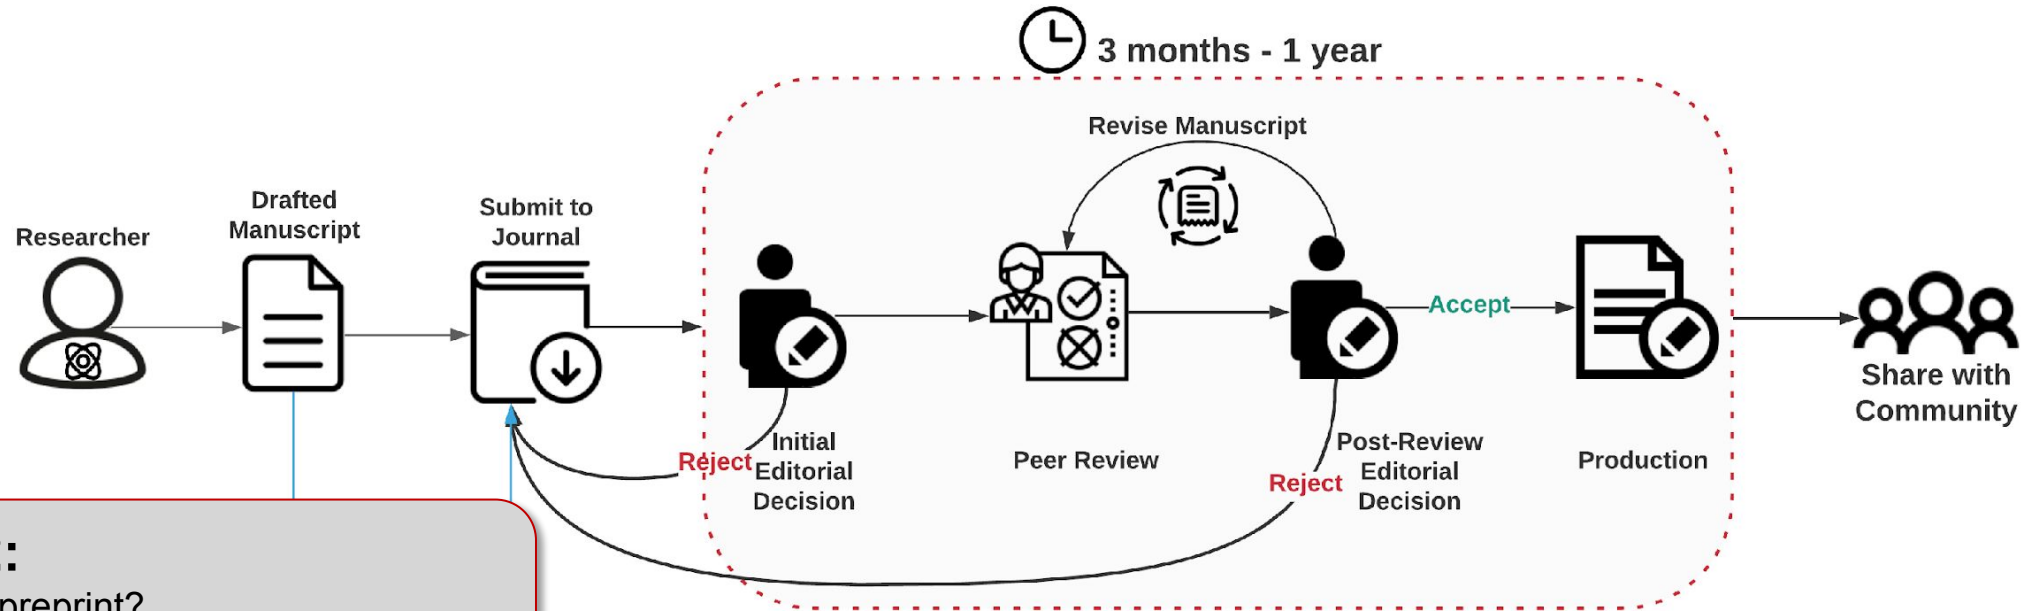 3 months - 1 year
Revise Manuscript
Researcher
Drafted
Manuscript
Submit to
Journal
Accept
Share with
Community
Reject
Initial
Editorial
Decision
Peer Review
Reject
Post-Review
Editorial
Decision
Production
preprint?